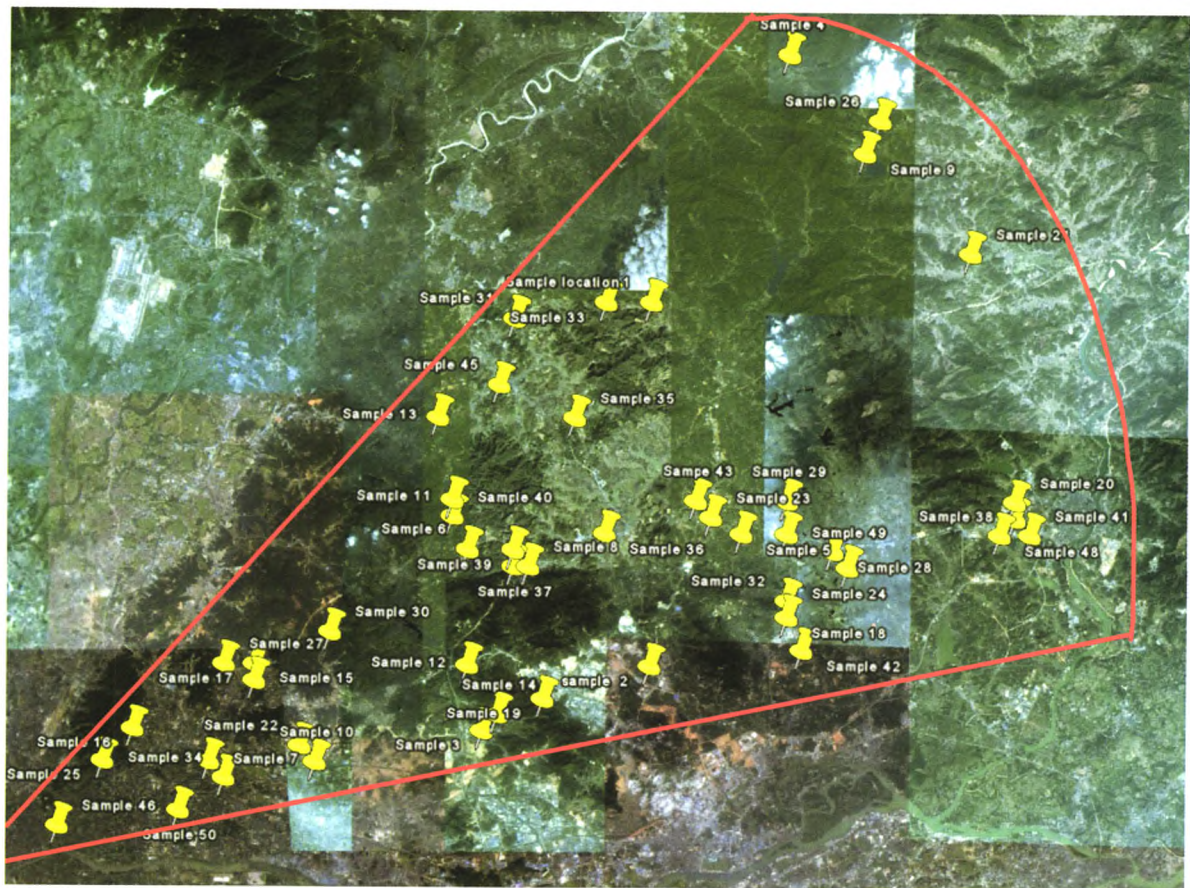 Sample 4
Sample 26
Sample 9
Sample location 1
Sample 31
Sample 33
Sample 45
Sample 35
Sample 13
Sampe 43
Sample 29
Sample 20
Sample 11
Sample 40
Sample 23
Sample 38
Sample 41
Sample 6
Sample 49
Sample 8
Sample 36
Sample 5
Sample 48
Sample 39
Sample 28
Sample 37
Sample 32
Sample 24
Sample 30
Sample 18
Sample 27
Sample 12
Sample 42
Sample 17
Sample 15
Sample 14
sample 2
Sample 19
Sample 22
Sample 10
Sample 16
Sample 3
Sample 34
Sample 7
Sample 25
Sample 46
Sample 50